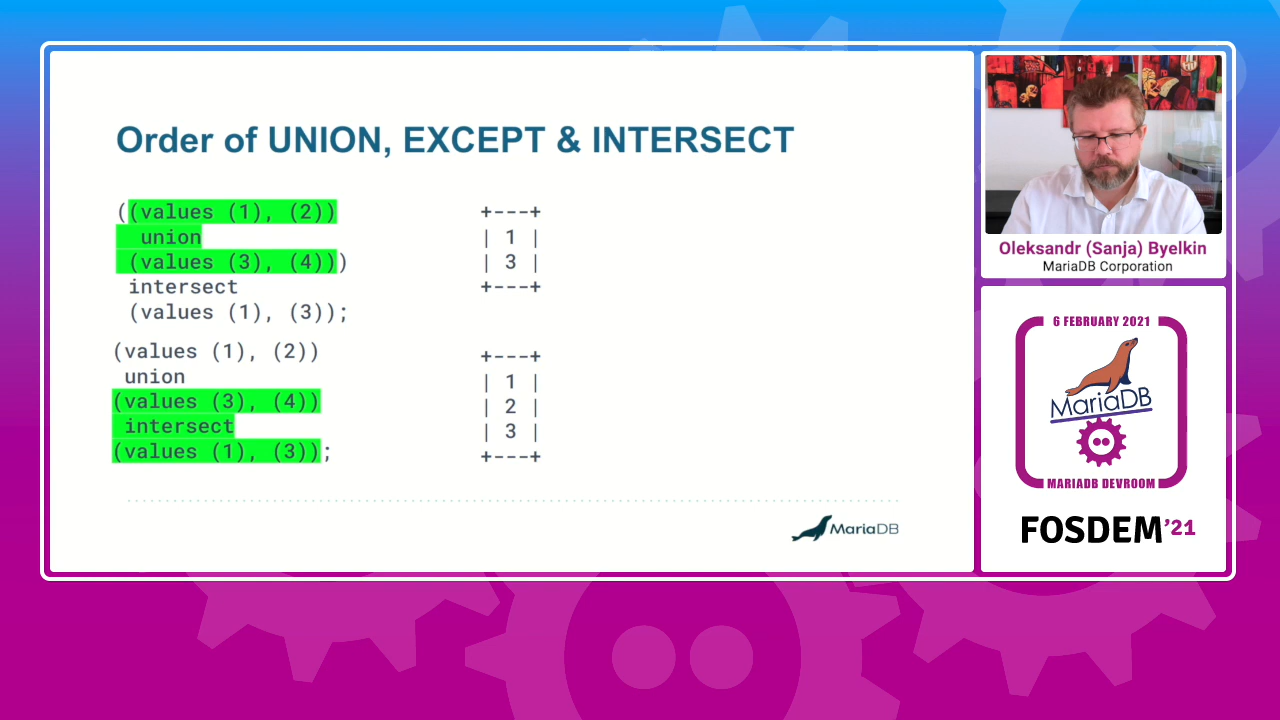 Order of UNION, EXCEPT & INTERSECT
((values (1), (2))
union
(values (3), (4)))
intersect
(values (1), (3));
+---+
| 1 |
| 3 |
+---+
(values (1), (2))
union
(values (3), (4))
intersect
(values (1), (3));
+---+
| 1 |
| 2 |
| 3 |
+---+
MariaDB
Oleksandr (Sanja) Byelkin
MariaDB Corporation
6 FEBRUARY 2021
MariaDB
MARIADB DEVROOM
FOSDEM'21